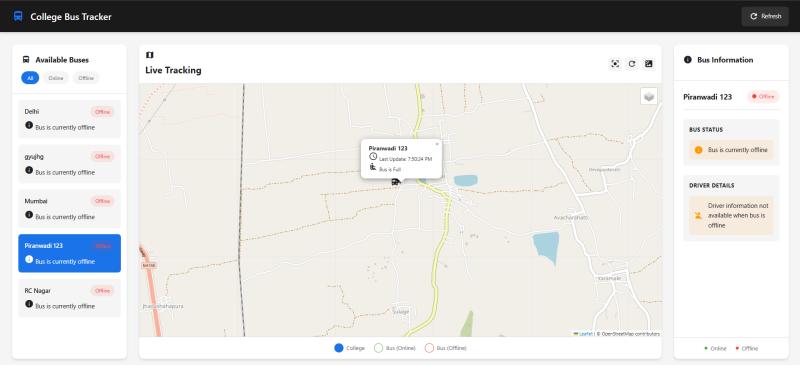 College Bus Tracker
Refresh
Available Buses
All
Online
Offline
Delhi
Offline
Bus is currently offline
gyujhg
Offline
Bus is currently offline
Mumbai
Offline
Bus is currently offline
Piranwadi 123
Offline
Bus is currently offline
RC Nagar
Offline
Bus is currently offline
Live Tracking
Piranwadi 123
×
Last Update: 7:50:24 PM
Bus is Full
Avacharahatti
Yaramale
Sulage
Leaflet | © OpenStreetMap contributors
College
Bus (Online)
Bus (Offline)
Bus Information
Piranwadi 123
Offline
BUS STATUS
Bus is currently offline
DRIVER DETAILS
Driver information not
available when bus is
offline
Online
Offline